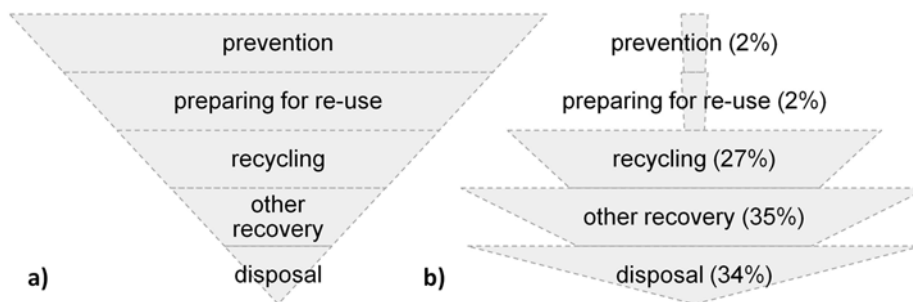 prevention
preparing for re-use
recycling
other
recovery
disposal
a)
prevention (2%)
preparing for re-use (2%)
recycling (27%)
other recovery (35%)
disposal (34%)
b)